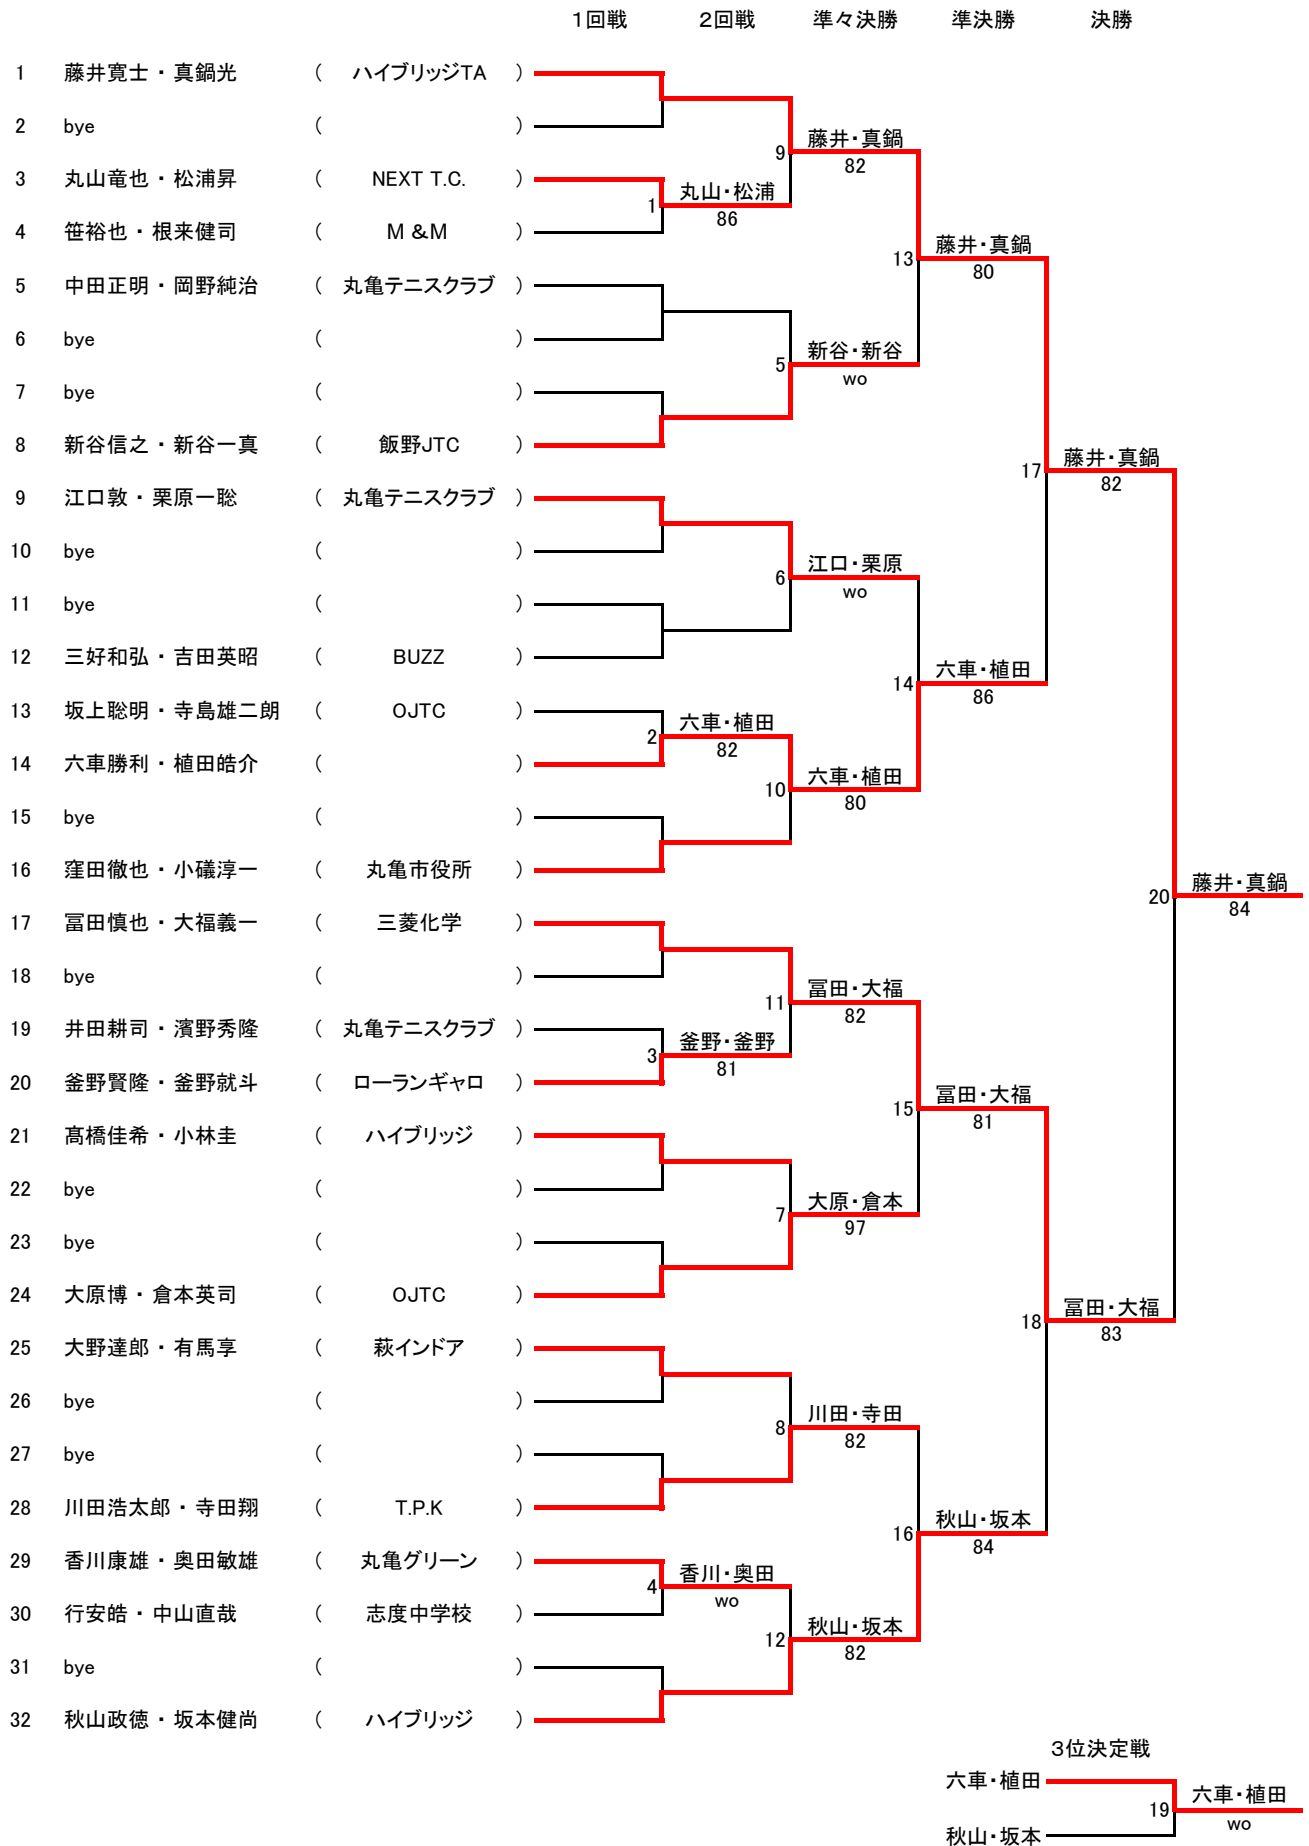 1回戦 2回戦 準々決勝 準決勝 決勝
1 藤井寛士・真鍋光 ( ハイブリッジTA )
2 bye ( )
9 藤井・真鍋
82
3 丸山竜也・松浦昇 ( NEXT T.C. )
1 丸山・松浦
86
4 笹裕也・根来健司 ( M &M )
13 藤井・真鍋
80
5 中田正明・岡野純治 ( 丸亀テニスクラブ )
6 bye ( )
5 新谷・新谷
wo
7 bye ( )
8 新谷信之・新谷一真 ( 飯野JTC )
17 藤井・真鍋
82
9 江口敦・栗原一聡 ( 丸亀テニスクラブ )
10 bye ( )
6 江口・栗原
wo
11 bye ( )
12 三好和弘・吉田英昭 ( BUZZ )
14 六車・植田
86
13 坂上聡明・寺島雄二朗 ( OJTC )
2 六車・植田
82
14 六車勝利・植田皓介 ( )
10 六車・植田
80
15 bye ( )
16 窪田徹也・小礒淳一 ( 丸亀市役所 )
20 藤井・真鍋
84
17 冨田慎也・大福義一 ( 三菱化学 )
18 bye ( )
11 冨田・大福
82
19 井田耕司・濱野秀隆 ( 丸亀テニスクラブ )
3 釜野・釜野
81
20 釜野賢隆・釜野就斗 ( ローランギャロ )
15 冨田・大福
81
21 髙橋佳希・小林圭 ( ハイブリッジ )
22 bye ( )
7 大原・倉本
97
23 bye ( )
24 大原博・倉本英司 ( OJTC )
18 冨田・大福
83
25 大野達郎・有馬享 ( 萩インドア )
26 bye ( )
8 川田・寺田
82
27 bye ( )
28 川田浩太郎・寺田翔 ( T.P.K )
16 秋山・坂本
84
29 香川康雄・奥田敏雄 ( 丸亀グリーン )
4 香川・奥田
wo
30 行安皓・中山直哉 ( 志度中学校 )
12 秋山・坂本
82
31 bye ( )
32 秋山政徳・坂本健尚 ( ハイブリッジ )
3位決定戦
六車・植田
19 六車・植田
wo
秋山・坂本